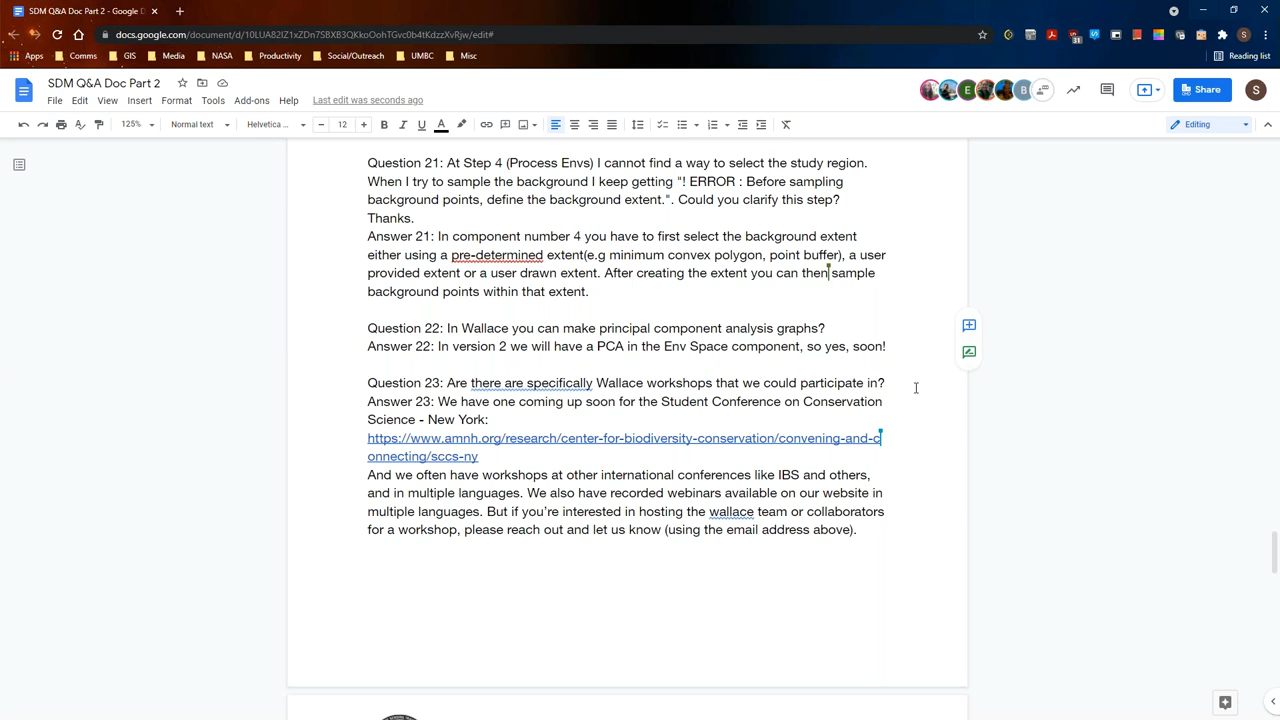 SDM Q&A Doc Part 2 - Google D
docs.google.com/document/d/10LUA82IZ1xZDn7SBXB3QKkoOohTGvc0b4tKdzzXvRjw/edit#
Apps Comms GIS Media NASA Productivity Social/Outreach UMBC Misc Reading list
SDM Q&A Doc Part 2
File Edit View Insert Format Tools Add-ons Help Last edit was seconds ago
Share
S
E
B
125% Normal text Helvetica ... 12 B I U A Editing
Question 21: At Step 4 (Process Envs) I cannot find a way to select the study region.
When I try to sample the background I keep getting "! ERROR : Before sampling
background points, define the background extent.". Could you clarify this step?
Thanks.
Answer 21: In component number 4 you have to first select the background extent
either using a pre-determined extent(e.g minimum convex polygon, point buffer), a user
provided extent or a user drawn extent. After creating the extent you can then sample
background points within that extent.
Question 22: In Wallace you can make principal component analysis graphs?
Answer 22: In version 2 we will have a PCA in the Env Space component, so yes, soon!
Question 23: Are there are specifically Wallace workshops that we could participate in?
Answer 23: We have one coming up soon for the Student Conference on Conservation
Science - New York:
https://www.amnh.org/research/center-for-biodiversity-conservation/convening-and-c
onnecting/sccs-ny
And we often have workshops at other international conferences like IBS and others,
and in multiple languages. We also have recorded webinars available on our website in
multiple languages. But if you're interested in hosting the wallace team or collaborators
for a workshop, please reach out and let us know (using the email address above).